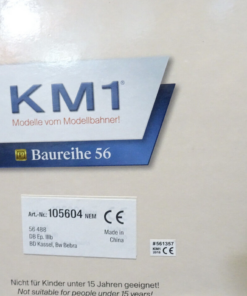 KM1®
Modelle vom Modellbahner!
Baureihe 56
Art.-Nr.: 105604 NEM CE
56 488
DB Ep. IIIb
BD Kassel, Bw Bebra
Made in
China
#561357
CE
Nicht für Kinder unter 15 Jahren geeignet!
Not suitable for people under 15 years!